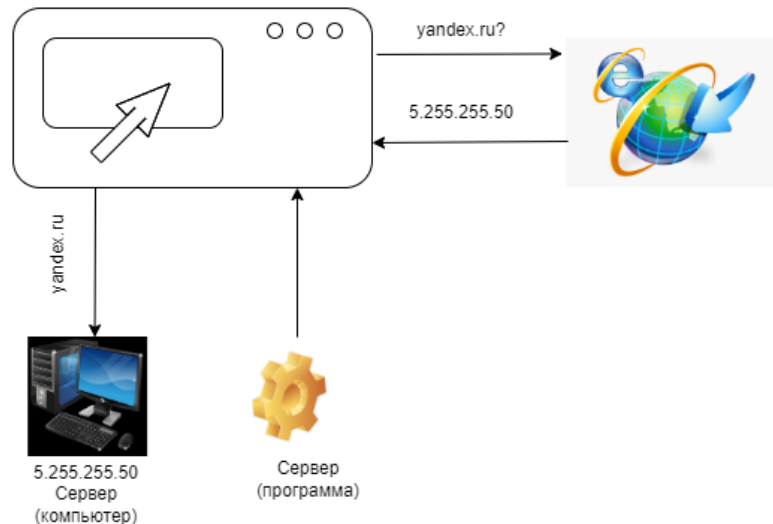 yandex.ru?
5.255.255.50
yandex.ru
5.255.255.50
Сервер
(компьютер)
Сервер
(программа)